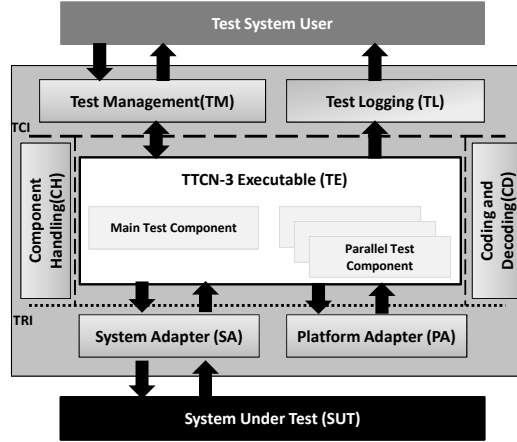 Test System User
Test Management(TM)
Test Logging (TL)
TCI
Component
Handling(CH)
TTCN-3 Executable (TE)
Main Test Component
Parallel Test
Component
Coding and
Decoding(CD)
TRI
System Adapter (SA)
Platform Adapter (PA)
System Under Test (SUT)